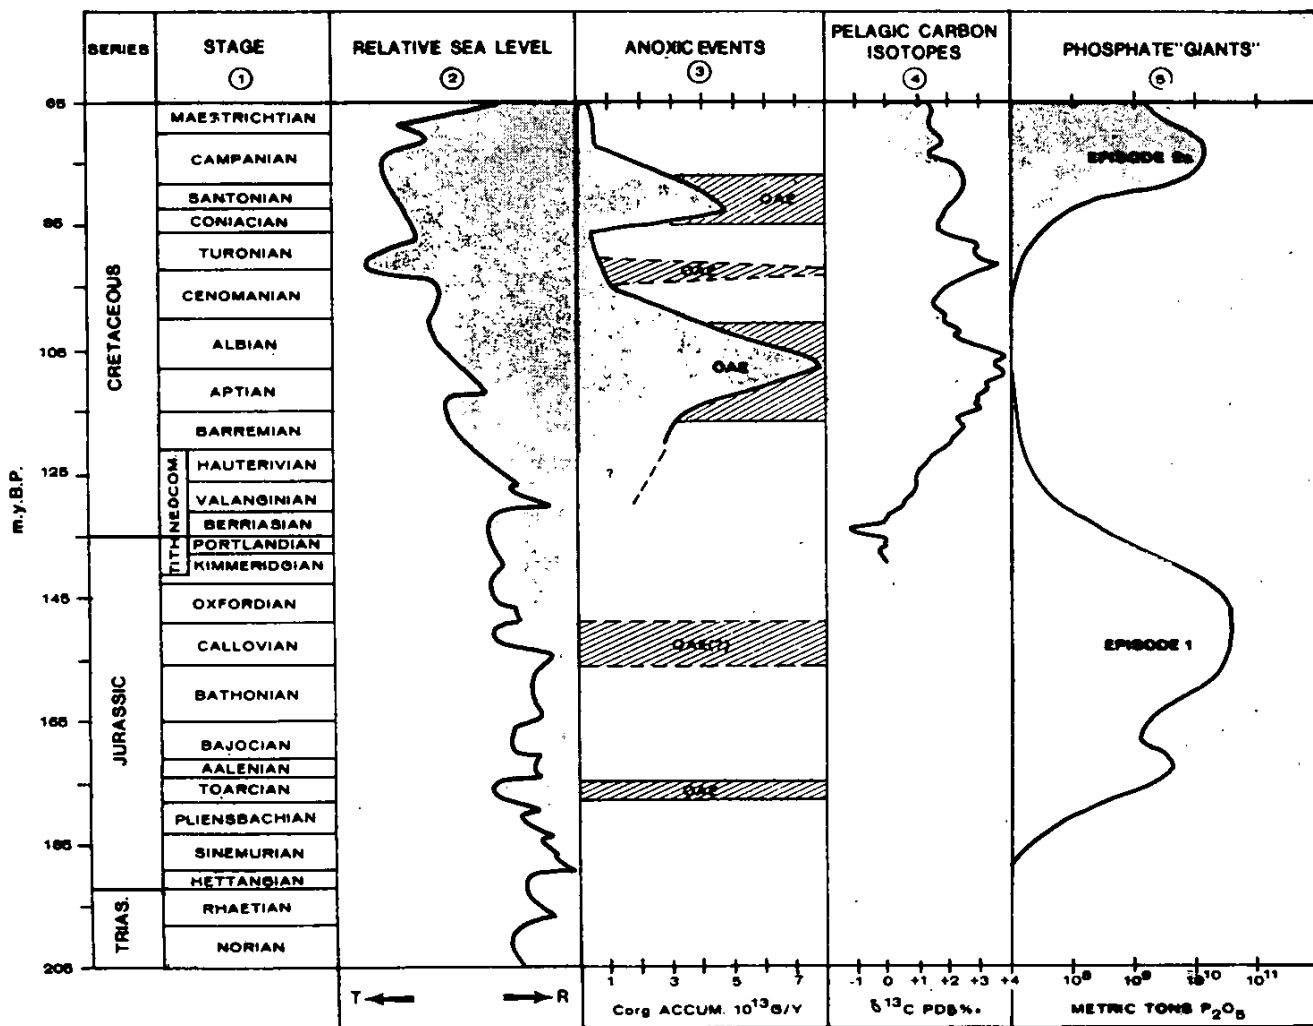 SERIES
STAGE
1
RELATIVE SEA LEVEL
2
ANOXIC EVENTS
3
PELAGIC CARBON
ISOTOPES
4
PHOSPHATE "GIANTS"
5
m.y.B.P.
65
85
105
125
145
165
185
205
CRETACEOUS
JURASSIC
TRIAS.
NEOCOM.
TITH
MAESTRICHTIAN
CAMPANIAN
SANTONIAN
CONIACIAN
TURONIAN
CENOMANIAN
ALBIAN
APTIAN
BARREMIAN
HAUTERIVIAN
VALANGINIAN
BERRIASIAN
PORTLANDIAN
KIMMERIDGIAN
OXFORDIAN
CALLOVIAN
BATHONIAN
BAJOCIAN
AALENIAN
TOARCIAN
PLIENSBACHIAN
SINEMURIAN
HETTANGIAN
RHAETIAN
NORIAN
T R
OAE
OAE
OAE
?
OAE(?)
OAE
1 3 5 7
Corg ACCUM. 10¹³G/Y
-1 0 +1 +2 +3 +4
δ¹³C PDB‰
EPISODE
EPISODE 1
10⁸ 10⁹ 10¹⁰ 10¹¹
METRIC TONS P₂O₅